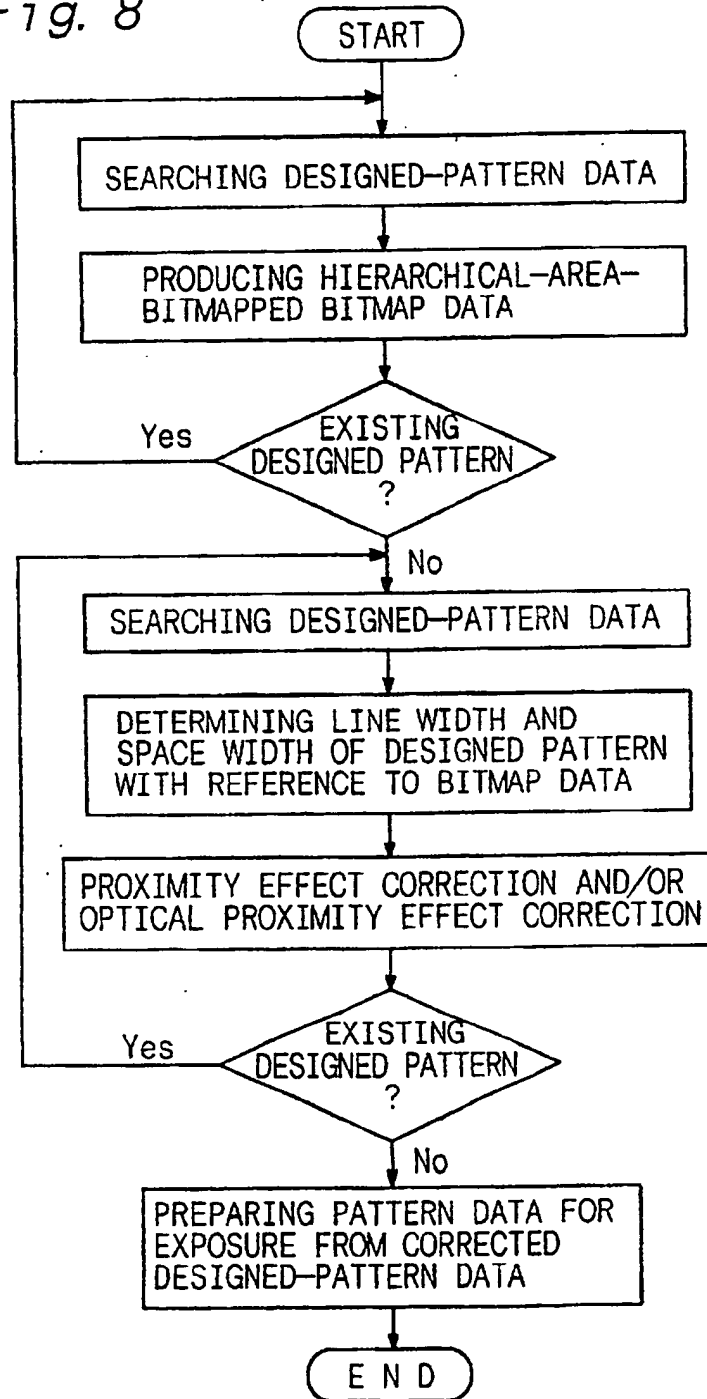 Fig. 8
START
SEARCHING DESIGNED-PATTERN DATA
PRODUCING HIERARCHICAL-AREA-
BITMAPPED BITMAP DATA
Yes
EXISTING
DESIGNED PATTERN
?
No
SEARCHING DESIGNED-PATTERN DATA
DETERMINING LINE WIDTH AND
SPACE WIDTH OF DESIGNED PATTERN
WITH REFERENCE TO BITMAP DATA
PROXIMITY EFFECT CORRECTION AND/OR
OPTICAL PROXIMITY EFFECT CORRECTION
Yes
EXISTING
DESIGNED PATTERN
?
No
PREPARING PATTERN DATA FOR
EXPOSURE FROM CORRECTED
DESIGNED-PATTERN DATA
END